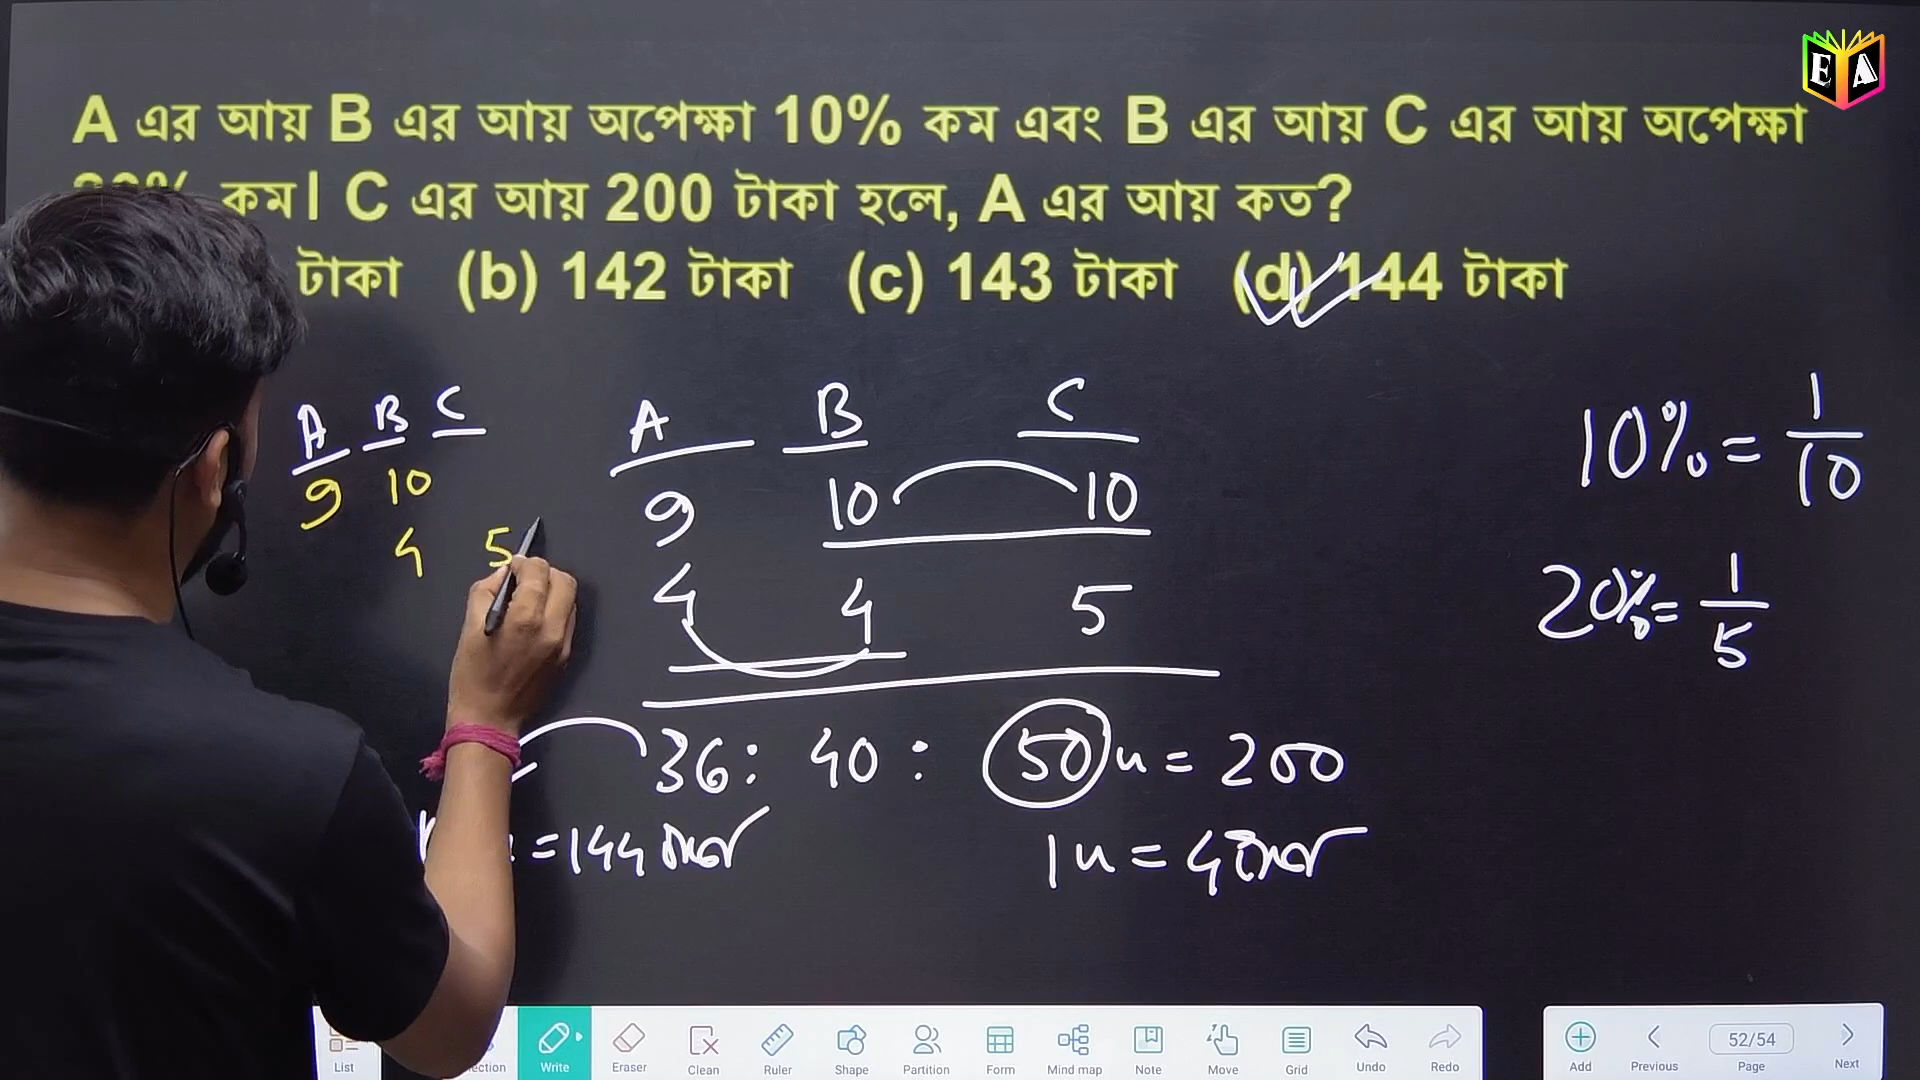 E A
A এর আয় B এর আয় অপেক্ষা 10% কম এবং B এর আয় C এর আয় অপেক্ষা
কম। C এর আয় 200 টাকা হলে, A এর আয় কত?
টাকা (b) 142 টাকা (c) 143 টাকা (d) 144 টাকা
A B C
9 10
4 5
A B C
9 10 10
4 4 5
36 : 40 : 50 u = 200
= 144 টাকা
1 u = 4 টাকা
10% = 1/10
20% = 1/5
List
Write
Eraser
Clean
Ruler
Shape
Partition
Form
Mind map
Note
Move
Grid
Undo
Redo
Add
Previous
52/54
Page
Next